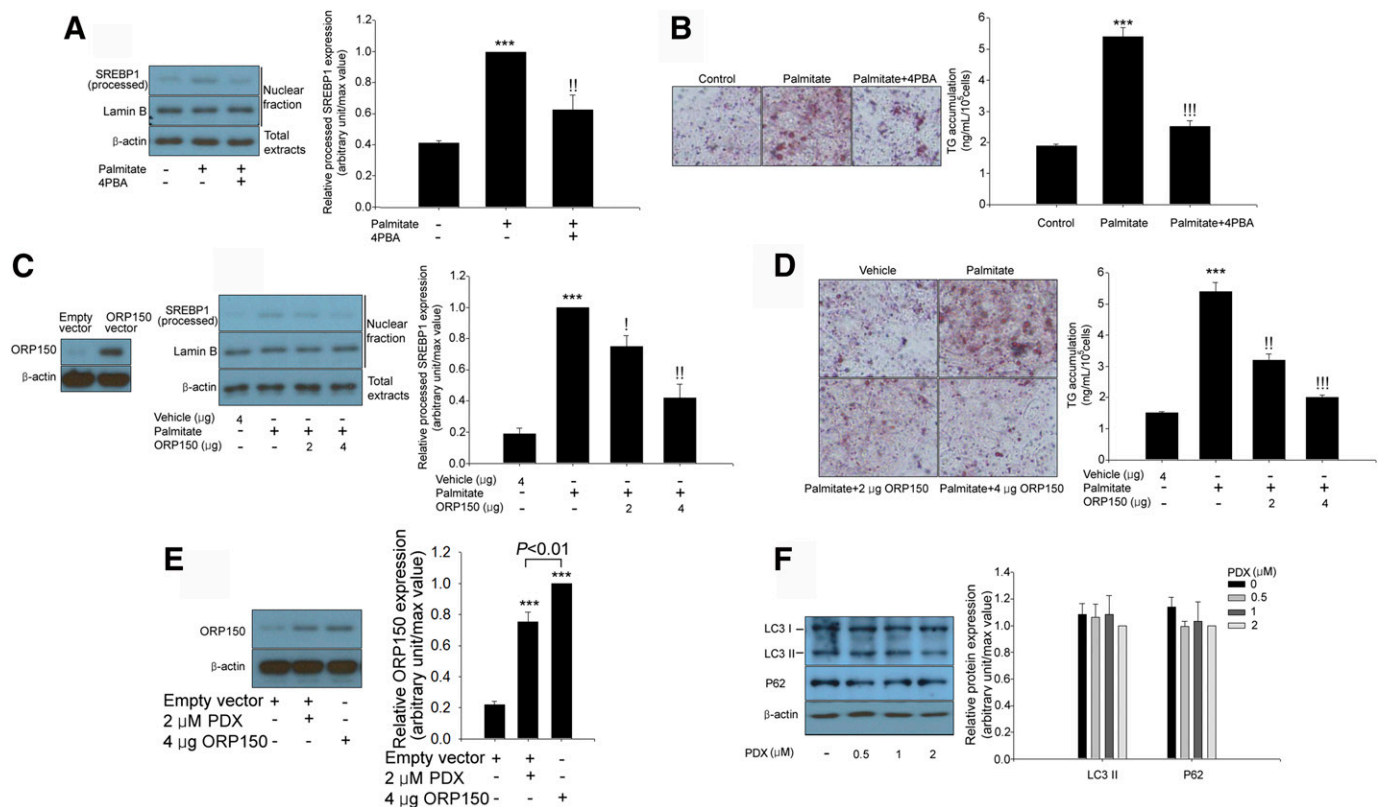 A
SREBP1
(processed)
Lamin B
β-actin
Nuclear
fraction
Total
extracts
Palmitate - + +
4PBA - - +
Relative processed SREBP1 expression
(arbitrary unit/max value)
1.2
1.0
0.8
0.6
0.4
0.2
0.0
***
!!
Palmitate - + +
4PBA - - +
B
Control Palmitate Palmitate+4PBA
TG accumulation
(ng/mL/10⁵cells)
6
5
4
3
2
1
0
***
!!!
Control Palmitate Palmitate+4PBA
C
Empty
vector
ORP150
vector
ORP150
β-actin
SREBP1
(processed)
Lamin B
β-actin
Nuclear
fraction
Total
extracts
Vehicle (µg) 4 - - -
Palmitate - + + +
ORP150 (µg) - - 2 4
Relative processed SREBP1 expression
(arbitrary unit/max value)
1.2
1.0
0.8
0.6
0.4
0.2
0.0
***
!
!!
Vehicle (µg) 4 - - -
Palmitate - + + +
ORP150 (µg) - - 2 4
D
Vehicle Palmitate
Palmitate+2 µg ORP150 Palmitate+4 µg ORP150
TG accumulation
(ng/mL/10⁵cells)
6
5
4
3
2
1
0
***
!!
!!!
Vehicle (µg) 4 - - -
Palmitate - + + +
ORP150 (µg) - - 2 4
E
ORP150
β-actin
Empty vector + + -
2 µM PDX - + -
4 µg ORP150 - - +
Relative ORP150 expression
(arbitrary unit/max value)
1.2
1.0
0.8
0.6
0.4
0.2
0.0
P<0.01
***
***
Empty vector + + -
2 µM PDX - + -
4 µg ORP150 - - +
F
LC3 I
LC3 II
P62
β-actin
PDX (µM) - 0.5 1 2
Relative protein expression
(arbitrary unit/max value)
1.4
1.2
1.0
0.8
0.6
0.4
0.2
0.0
LC3 II P62
PDX (µM)
0
0.5
1
2